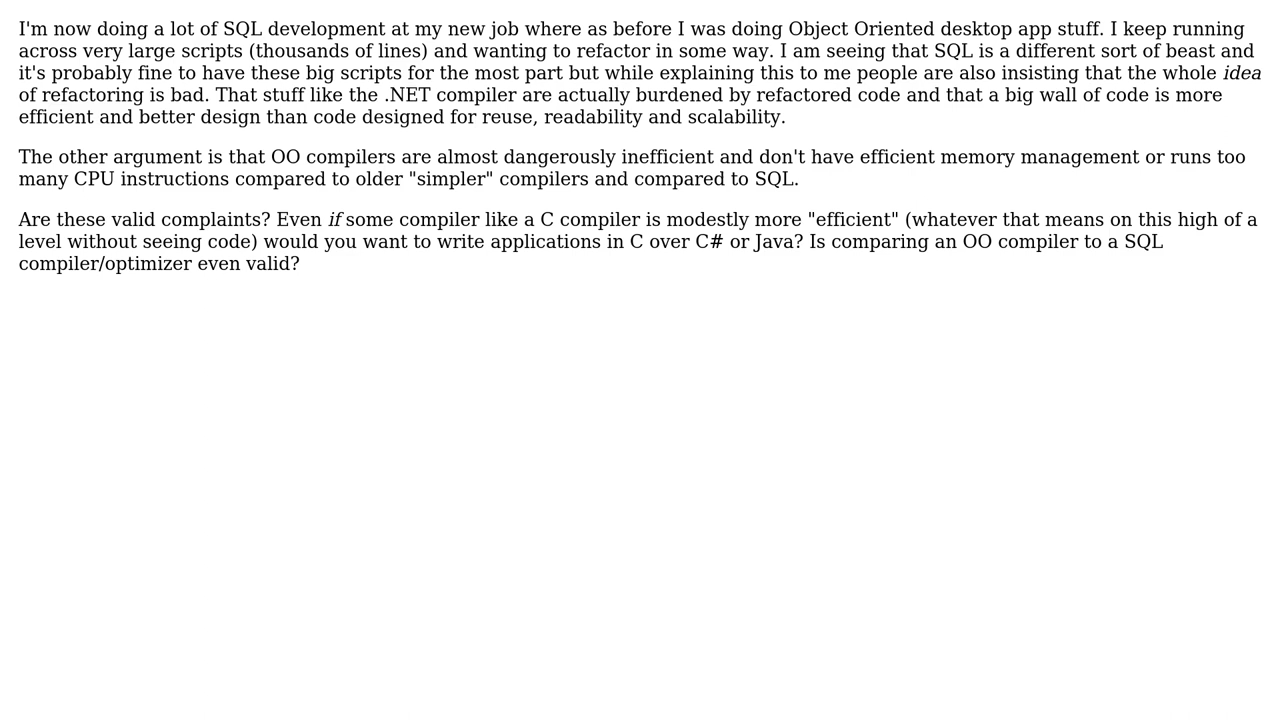 I'm now doing a lot of SQL development at my new job where as before I was doing Object Oriented desktop app stuff. I keep running
across very large scripts (thousands of lines) and wanting to refactor in some way. I am seeing that SQL is a different sort of beast and
it's probably fine to have these big scripts for the most part but while explaining this to me people are also insisting that the whole idea
of refactoring is bad. That stuff like the .NET compiler are actually burdened by refactored code and that a big wall of code is more
efficient and better design than code designed for reuse, readability and scalability.
The other argument is that OO compilers are almost dangerously inefficient and don't have efficient memory management or runs too
many CPU instructions compared to older "simpler" compilers and compared to SQL.
Are these valid complaints? Even if some compiler like a C compiler is modestly more "efficient" (whatever that means on this high of a
level without seeing code) would you want to write applications in C over C# or Java? Is comparing an OO compiler to a SQL
compiler/optimizer even valid?